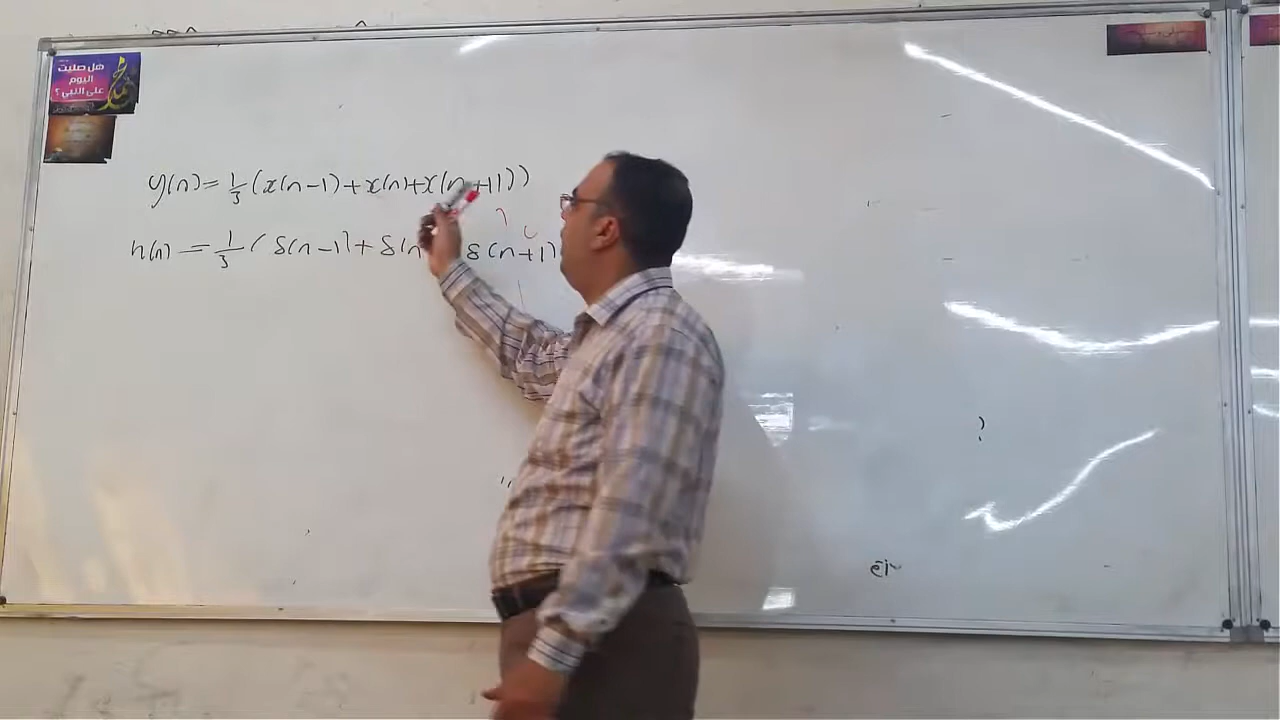 هل صليت
اليوم
على النبي ؟
y(n) = 1/3 (x(n-1) + x(n) + x(n+1))
h(n) = 1/3 ( δ(n-1) + δ(n δ(n+1)